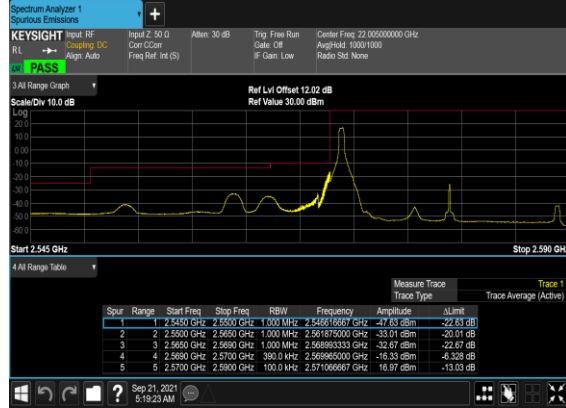 Spectrum Analyzer 1
Spurious Emissions
KEYSIGHT Input: RF Input Z: 50 Ω Atten: 30 dB Trig: Free Run Center Freq: 22.005000000 GHz
Coupling: DC Corr CCorr Gate: Off Avg|Hold: 1000/1000
RL Align: Auto Freq Ref: Int (S) IF Gain: Low Radio Std: None
PASS
3 All Range Graph
Ref Lvl Offset 12.02 dB
Scale/Div 10.0 dB Ref Value 30.00 dBm
Log
20.0
10.0
0.00
-10.0
-20.0
-30.0
-40.0
-50.0
-60.0
Start 2.545 GHz Stop 2.590 GHz
4 All Range Table
Measure Trace Trace 1
Trace Type Trace Average (Active)
Spur Range Start Freq Stop Freq RBW Frequency Amplitude ΔLimit
1 1 2.5450 GHz 2.5500 GHz 1.000 MHz 2.546616667 GHz -47.63 dBm -22.63 dB
2 2 2.5500 GHz 2.5650 GHz 1.000 MHz 2.561875000 GHz -33.01 dBm -20.01 dB
3 3 2.5650 GHz 2.5690 GHz 1.000 MHz 2.568993333 GHz -32.67 dBm -22.67 dB
4 4 2.5690 GHz 2.5700 GHz 390.0 kHz 2.569965000 GHz -16.33 dBm -6.328 dB
5 5 2.5700 GHz 2.5900 GHz 100.0 kHz 2.571066667 GHz 16.97 dBm -13.03 dB
Sep 21, 2021
5:19:23 AM